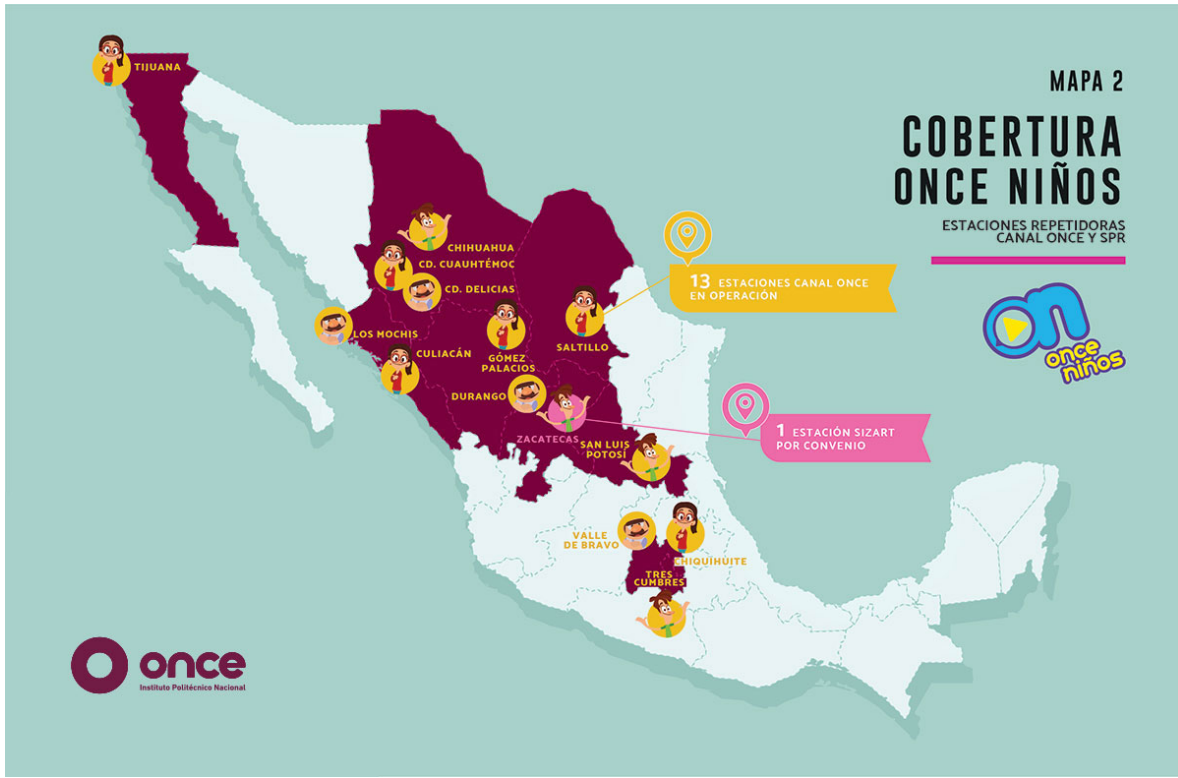 MAPA 2
COBERTURA
ONCE NIÑOS
ESTACIONES REPETIDORAS
CANAL ONCE Y SPR
on
once
niños
TIJUANA
CHIHUAHUA
CD. CUAUHTÉMOC
CD. DELICIAS
LOS MOCHIS
CULIACÁN
GÓMEZ
PALACIOS
SALTILLO
DURANGO
ZACATECAS
SAN LUIS
POTOSÍ
VALLE
DE BRAVO
CHIQUIHUITE
TRES
CUMBRES
13 ESTACIONES CANAL ONCE
EN OPERACIÓN
1 ESTACIÓN SIZART
POR CONVENIO
once
Instituto Politécnico Nacional